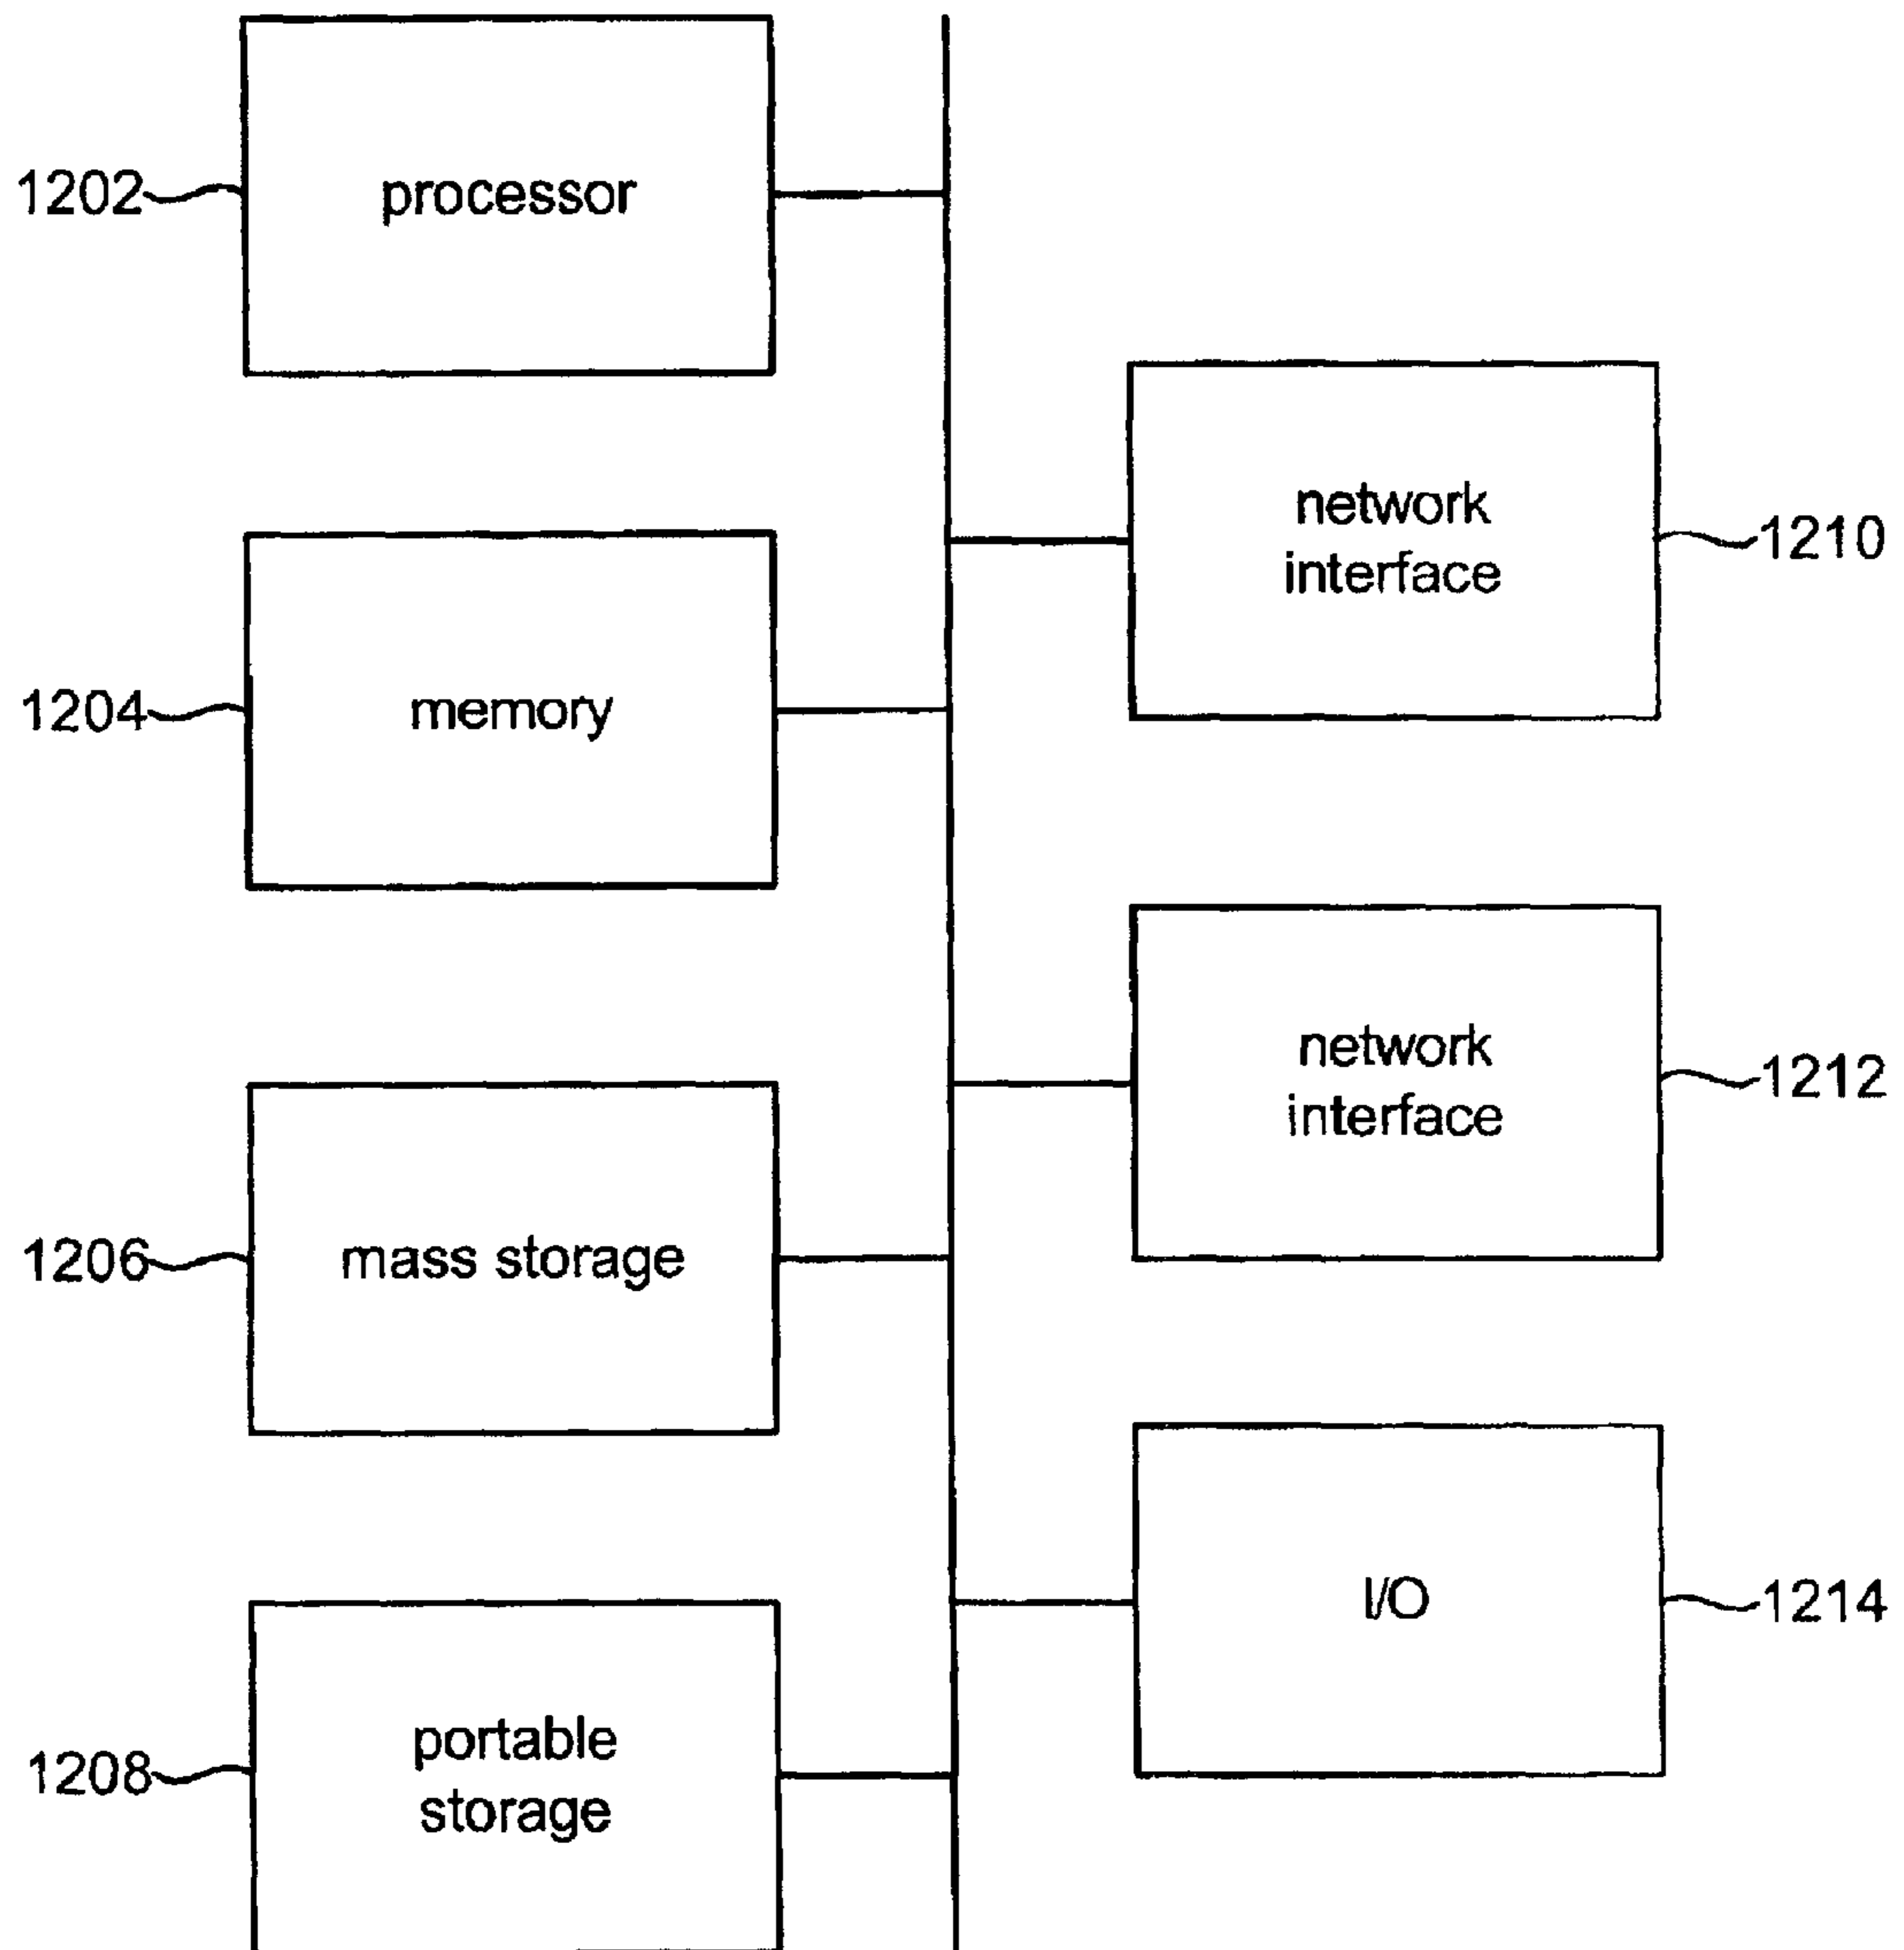 1202
processor
network
interface
1210
1204
memory
network
interface
1212
1206
mass storage
I/O
1214
1208
portable
storage